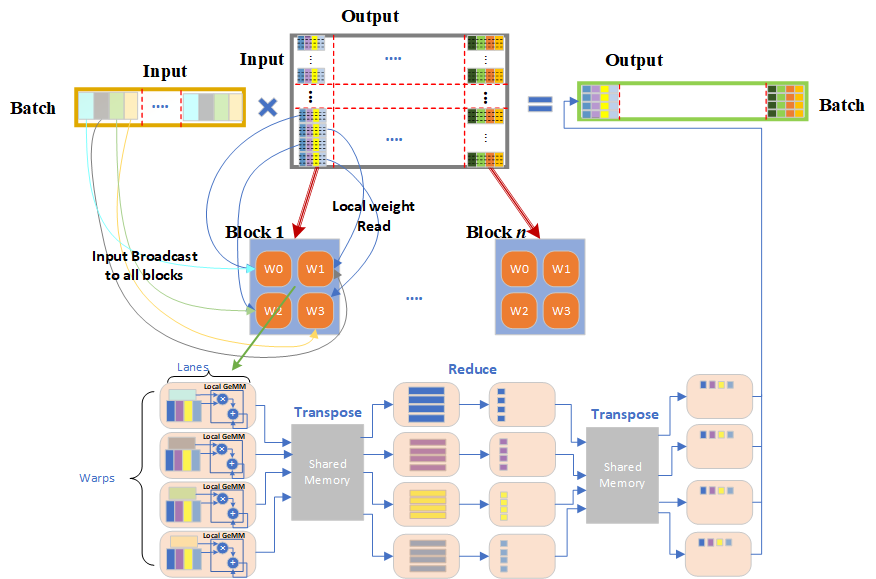 Output
Input
Input
Output
Batch
Batch
....
....
....
Local weight
Read
Block 1
Block n
Input Broadcast
to all blocks
W0
W1
W2
W3
....
W0
W1
W2
W3
Lanes
Reduce
Local GeMM
Transpose
Transpose
Local GeMM
Shared
Memory
Shared
Memory
Warps
Local GeMM
Local GeMM